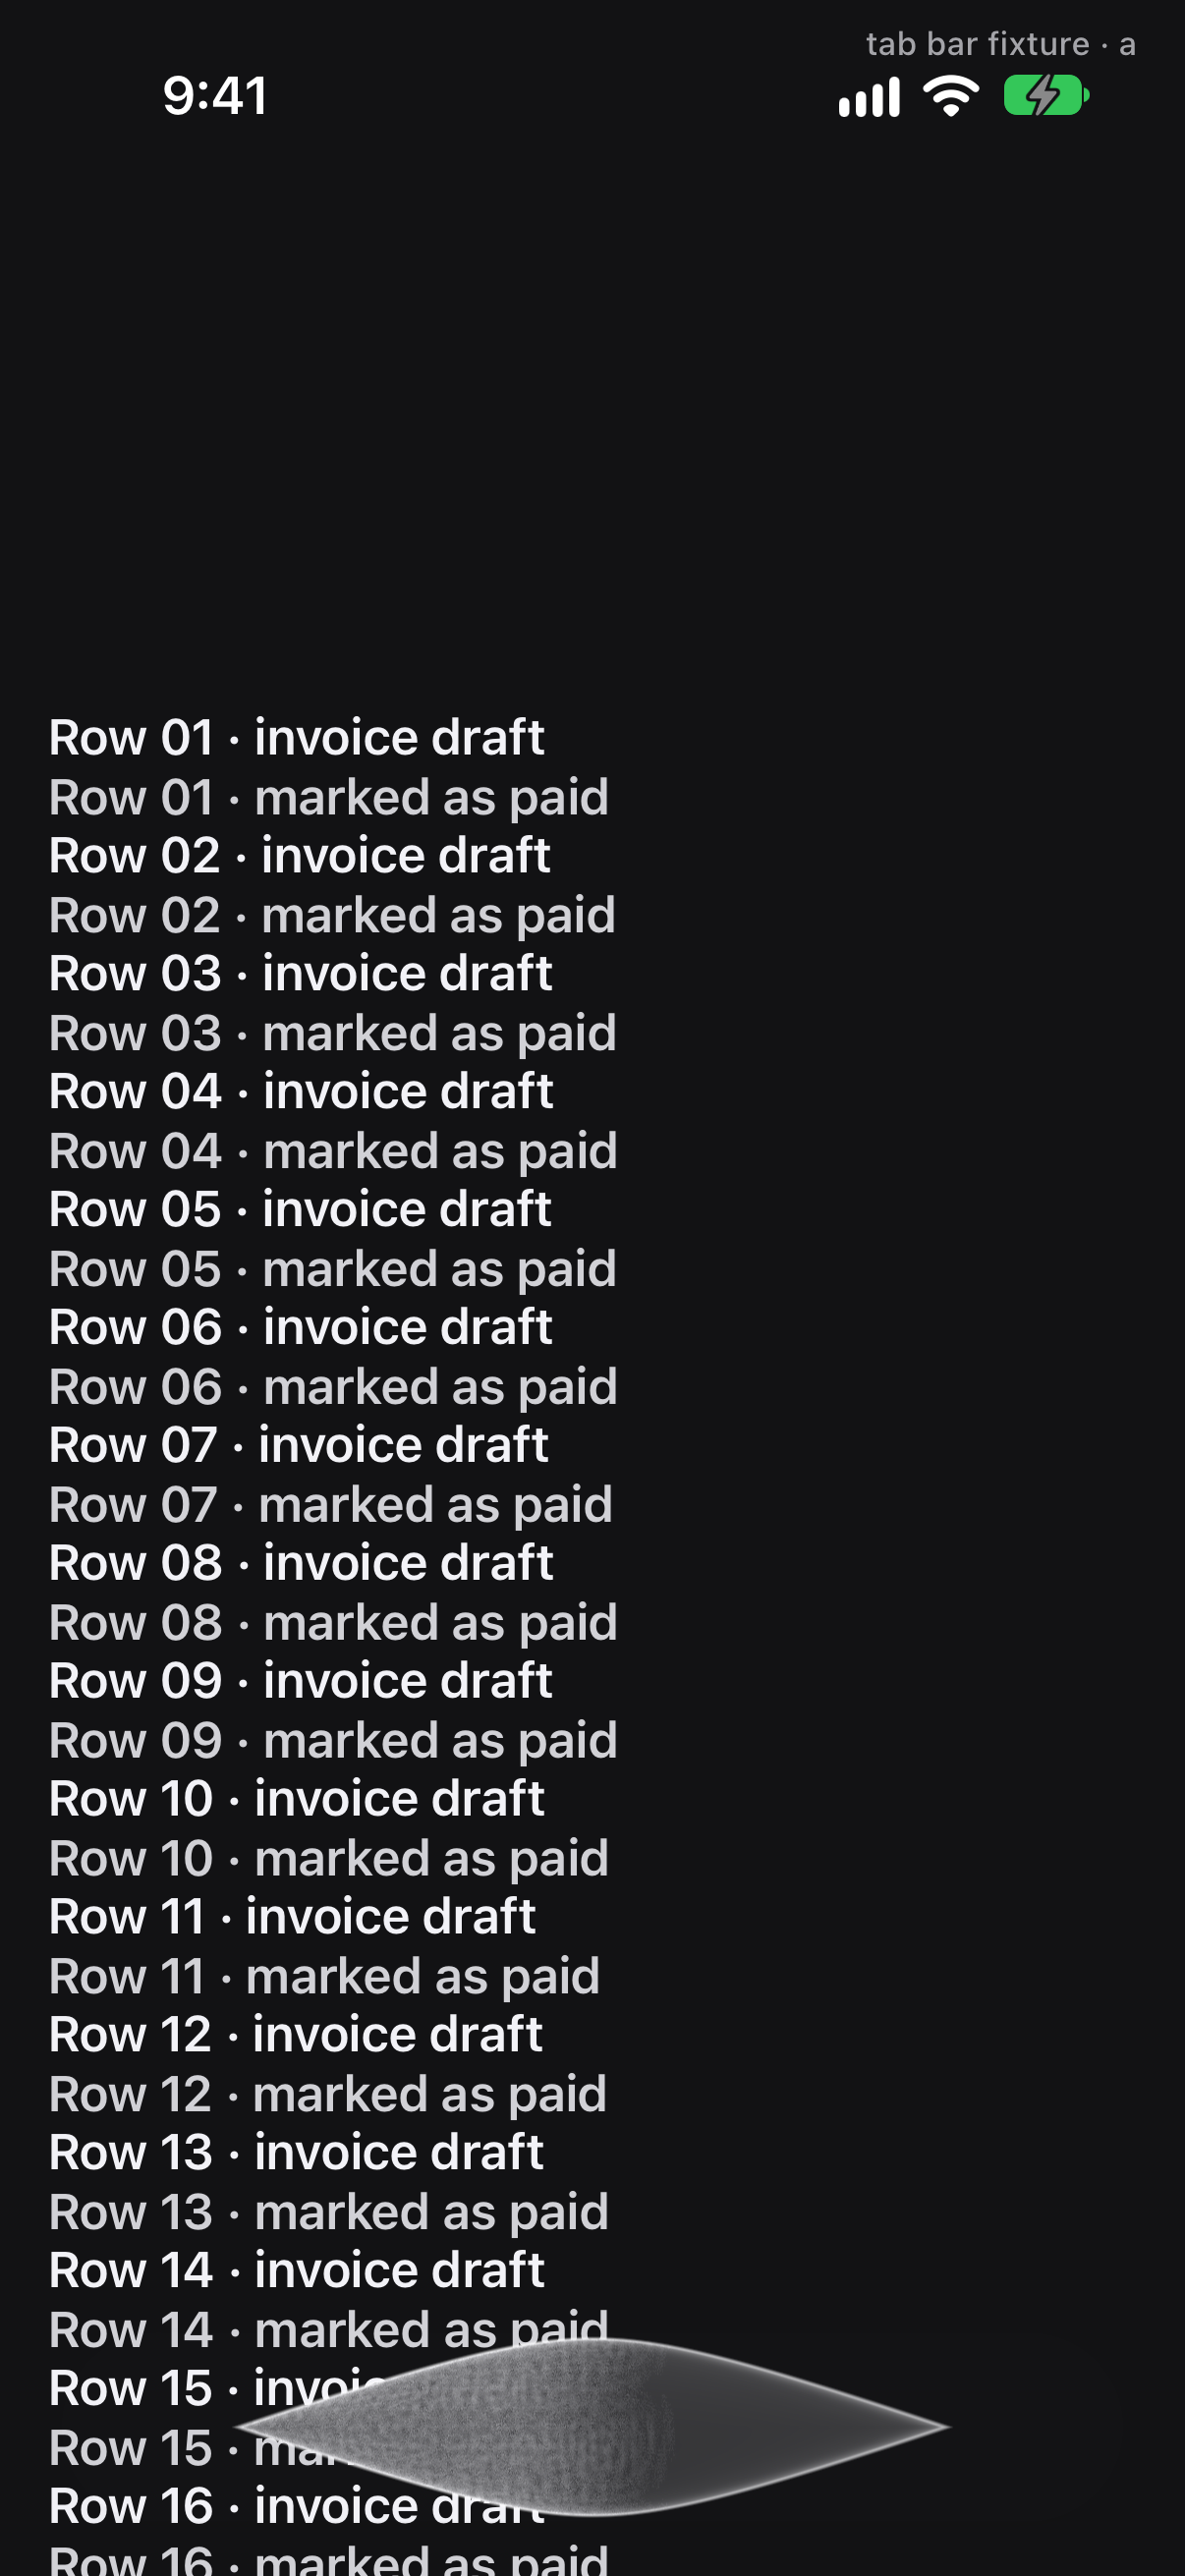 tab bar fixture · a
9:41
Row 01 · invoice draft
Row 01 · marked as paid
Row 02 · invoice draft
Row 02 · marked as paid
Row 03 · invoice draft
Row 03 · marked as paid
Row 04 · invoice draft
Row 04 · marked as paid
Row 05 · invoice draft
Row 05 · marked as paid
Row 06 · invoice draft
Row 06 · marked as paid
Row 07 · invoice draft
Row 07 · marked as paid
Row 08 · invoice draft
Row 08 · marked as paid
Row 09 · invoice draft
Row 09 · marked as paid
Row 10 · invoice draft
Row 10 · marked as paid
Row 11 · invoice draft
Row 11 · marked as paid
Row 12 · invoice draft
Row 12 · marked as paid
Row 13 · invoice draft
Row 13 · marked as paid
Row 14 · invoice draft
Row 14 · marked as paid
Row 15 ·
Row 15 ·
Row 16 · invoice draft
Row 16 · marked as paid